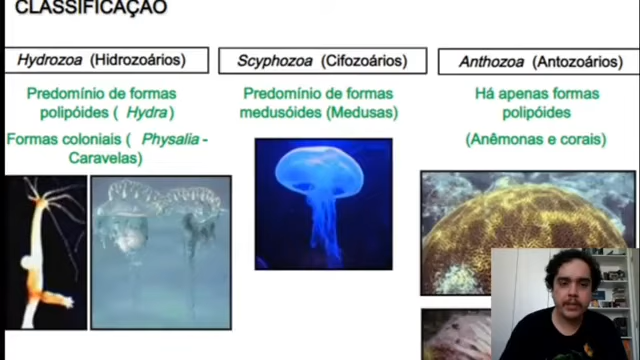 CLASSIFICAÇÃO
Hydrozoa (Hidrozoários)
Predomínio de formas
polipóides ( Hydra )
Formas coloniais ( Physalia -
Caravelas)
Scyphozoa (Cifozoários)
Predomínio de formas
medusóides (Medusas)
Anthozoa (Antozoários)
Há apenas formas
polipóides
(Anêmonas e corais)